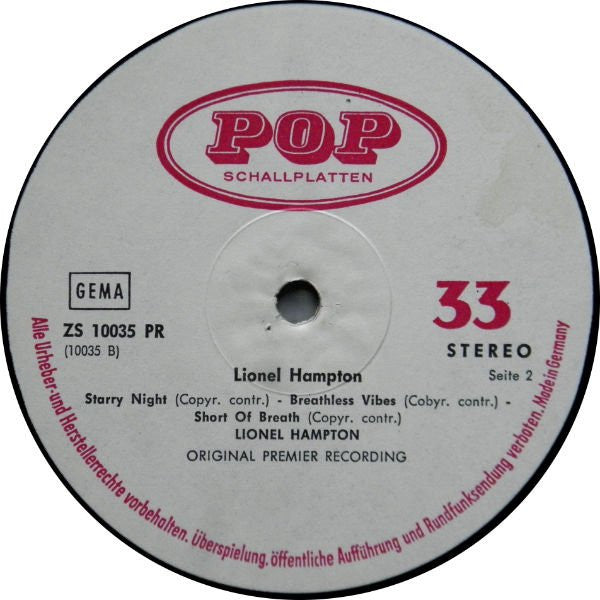 POP
SCHALLPLATTEN
GEMA
33
ZS 10035 PR
STEREO
(10035 B)
Seite 2
Lionel Hampton
Starry Night (Copyr. contr.) - Breathless Vibes (Cobyr. contr.) -
Short Of Breath (Copyr. contr.)
LIONEL HAMPTON
ORIGINAL PREMIER RECORDING
Alle Urheber- und Herstellerrechte vorbehalten. Überspielung, öffentliche Aufführung und Rundfunksendung verboten. Made in Germany